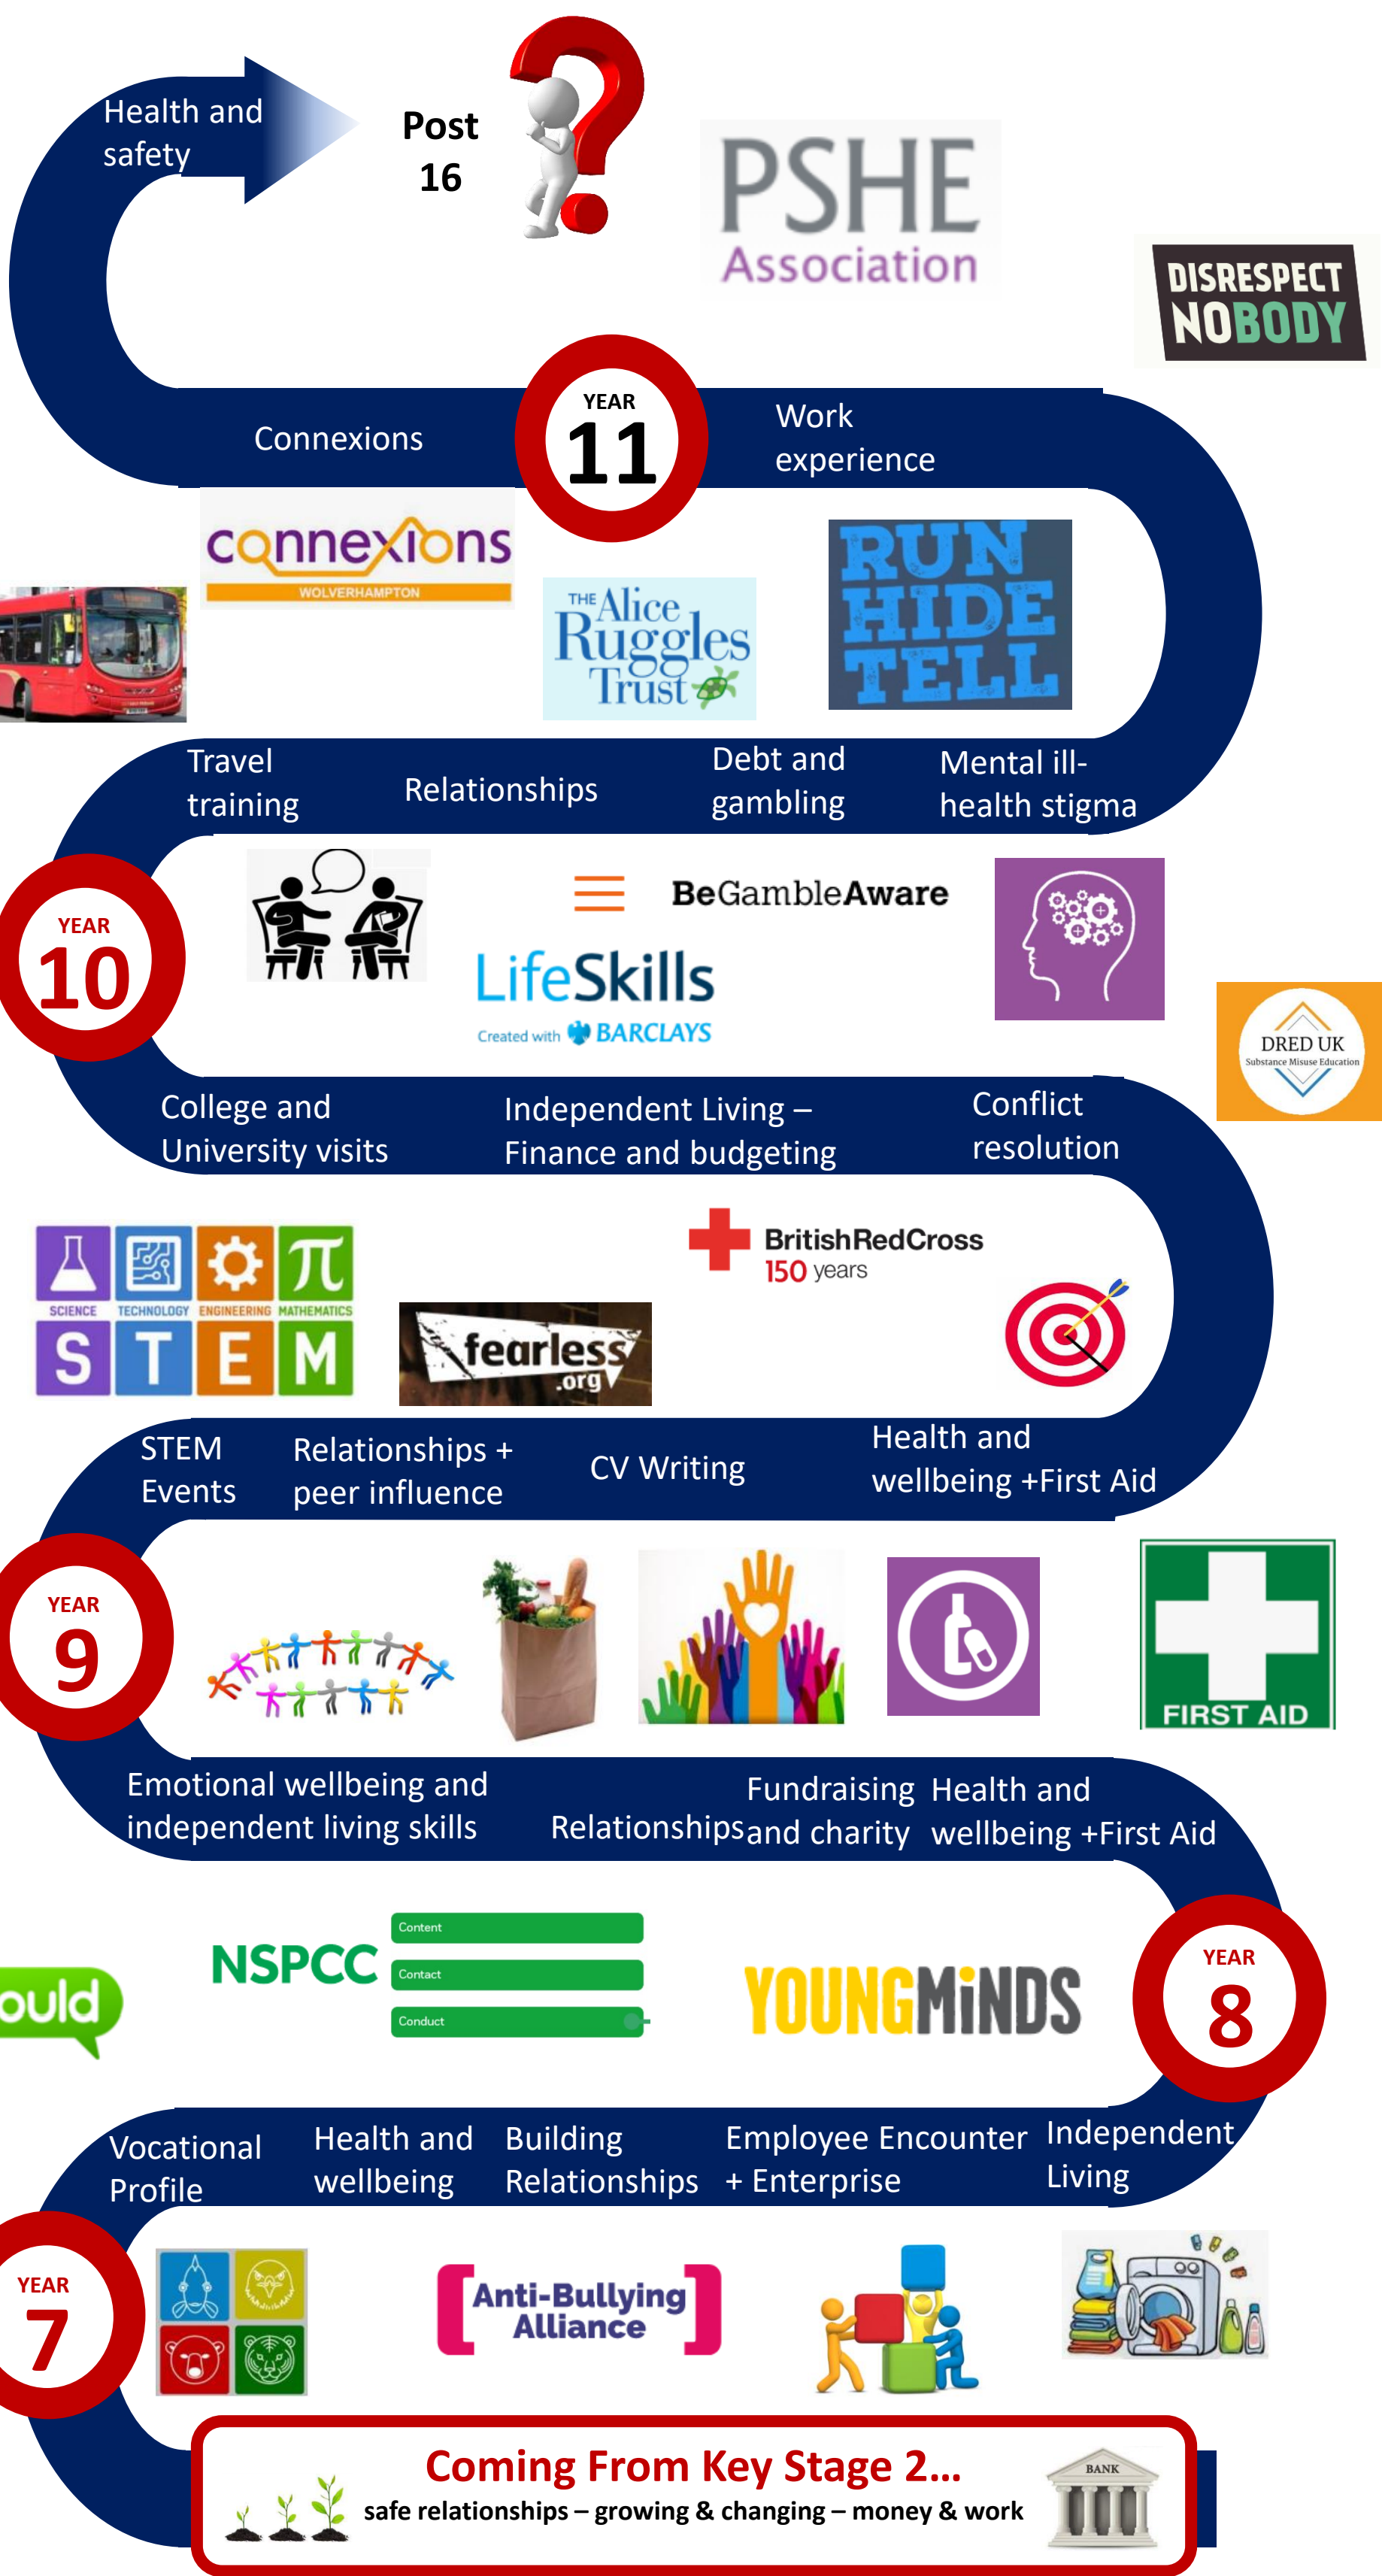 Health and
safety
Post
16
PSHE
Association
DISRESPECT
NOBODY
Connexions
YEAR
11
Work
experience
connexions
WOLVERHAMPTON
THE Alice
Ruggles
Trust
RUN
HIDE
TELL
Travel
training
Relationships
Debt and
gambling
Mental ill-
health stigma
YEAR
10
BeGambleAware
LifeSkills
Created with BARCLAYS
DRED UK
Substance Misuse Education
College and
University visits
Independent Living –
Finance and budgeting
Conflict
resolution
SCIENCE TECHNOLOGY ENGINEERING MATHEMATICS
STEM
fearless
.org
BritishRedCross
150 years
STEM
Events
Relationships +
peer influence
CV Writing
Health and
wellbeing +First Aid
YEAR
9
FIRST AID
Emotional wellbeing and
independent living skills
Relationships
Fundraising
and charity
Health and
wellbeing +First Aid
ould
NSPCC
Content
Contact
Conduct
YOUNGMiNDS
YEAR
8
Vocational
Profile
Health and
wellbeing
Building
Relationships
Employee Encounter
+ Enterprise
Independent
Living
YEAR
7
Anti-Bullying
Alliance
Coming From Key Stage 2...
safe relationships – growing & changing – money & work
BANK